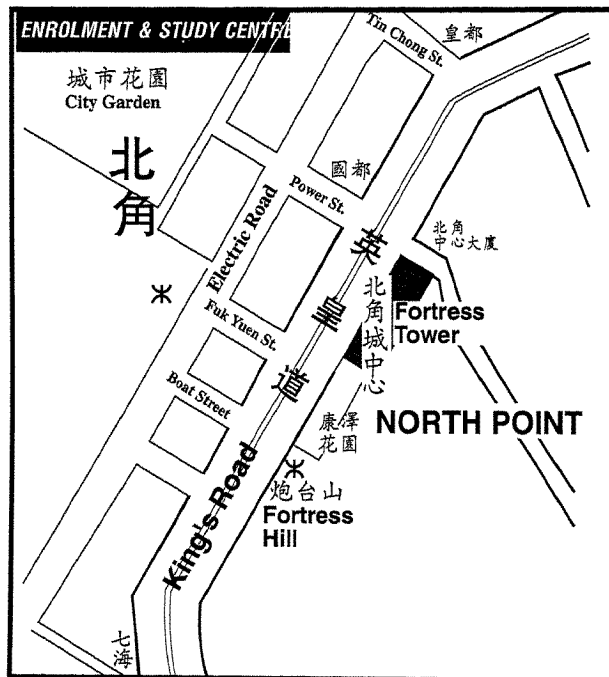 ENROLMENT & STUDY CENTRE
Tin Chong St.
皇都
城市花園
City Garden
北角
國都
Power St.
Electric Road
英皇道
北角
中心大廈
北角城中心
Fortress
Tower
Fuk Yuen St.
Boat Street
康澤
花園
NORTH POINT
King's Road
炮台山
Fortress
Hill
七海